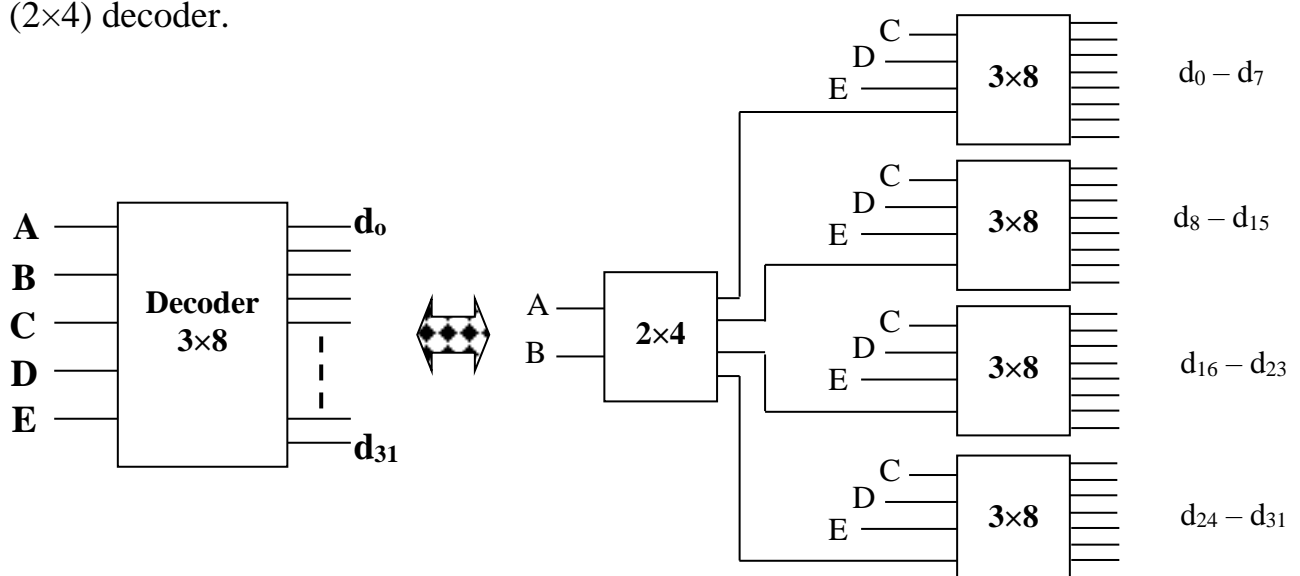 (2×4) decoder.
A
B
C
D
E
Decoder
3×8
d₀
d₃₁
A
B
2×4
C
D
E
3×8
d₀ – d₇
C
D
E
3×8
d₈ – d₁₅
C
D
E
3×8
d₁₆ – d₂₃
C
D
E
3×8
d₂₄ – d₃₁